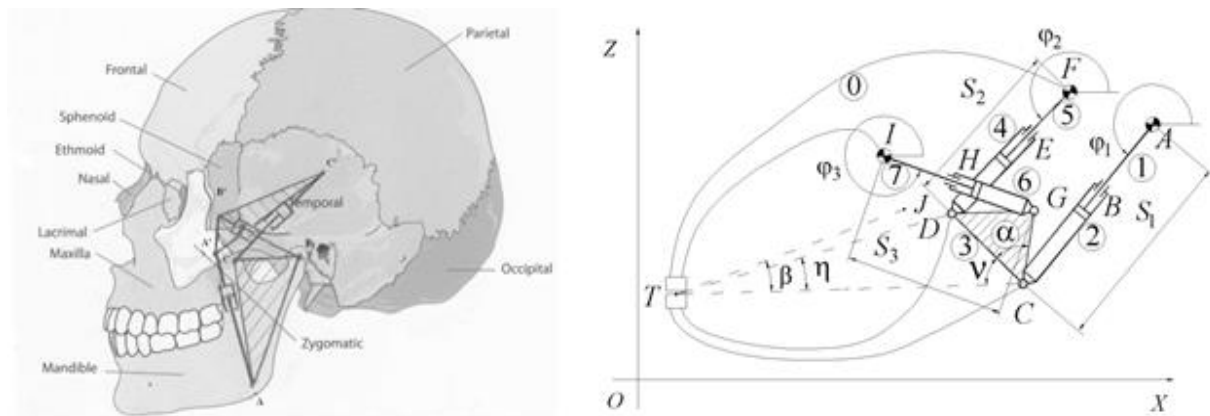 Parietal
Frontal
Sphenoid
Ethmoid
Nasal
Temporal
Lacrimal
Maxilla
Occipital
Zygomatic
Mandible
A
Z
φ₂
F
⓪
S₂
④
⑤
A
I
E
φ₁
①
φ₃
⑦
H
⑥
G
B
J
D
S₁
②
③
α
S₃
β
η
ν
T
C
O
X